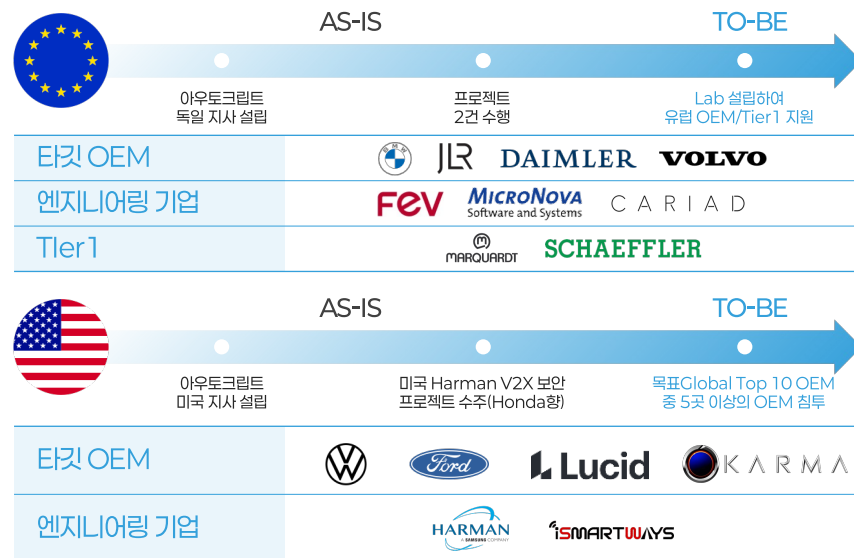 AS-IS
TO-BE
아우토크립트
독일 지사 설립
프로젝트
2건 수행
Lab 설립하여
유럽 OEM/Tier1 지원
타깃 OEM
BMW
JLR
DAIMLER
VOLVO
엔지니어링 기업
FEV
MICRONOVA
Software and Systems
CARIAD
TIer1
MARQUARDT
SCHAEFFLER
AS-IS
TO-BE
아우토크립트
미국 지사 설립
미국 Harman V2X 보안
프로젝트 수주(Honda향)
목표Global Top 10 OEM
중 5곳 이상의 OEM 침투
타깃 OEM
Ford
Lucid
KARMA
엔지니어링 기업
HARMAN
A SAMSUNG COMPANY
iSMARTWAYS